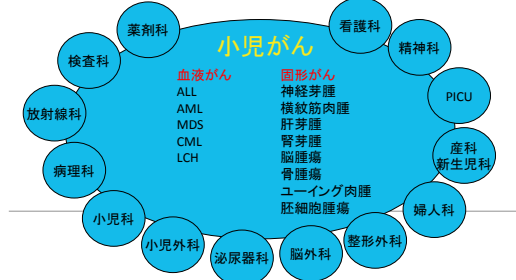 小児がん
血液がん
ALL
AML
MDS
CML
LCH
固形がん
神経芽腫
横紋筋肉腫
肝芽腫
腎芽腫
脳腫瘍
骨腫瘍
ユーイング肉腫
胚細胞腫瘍
薬剤科
検査科
放射線科
病理科
小児科
小児外科
泌尿器科
脳外科
整形外科
婦人科
産科
新生児科
PICU
精神科
看護科